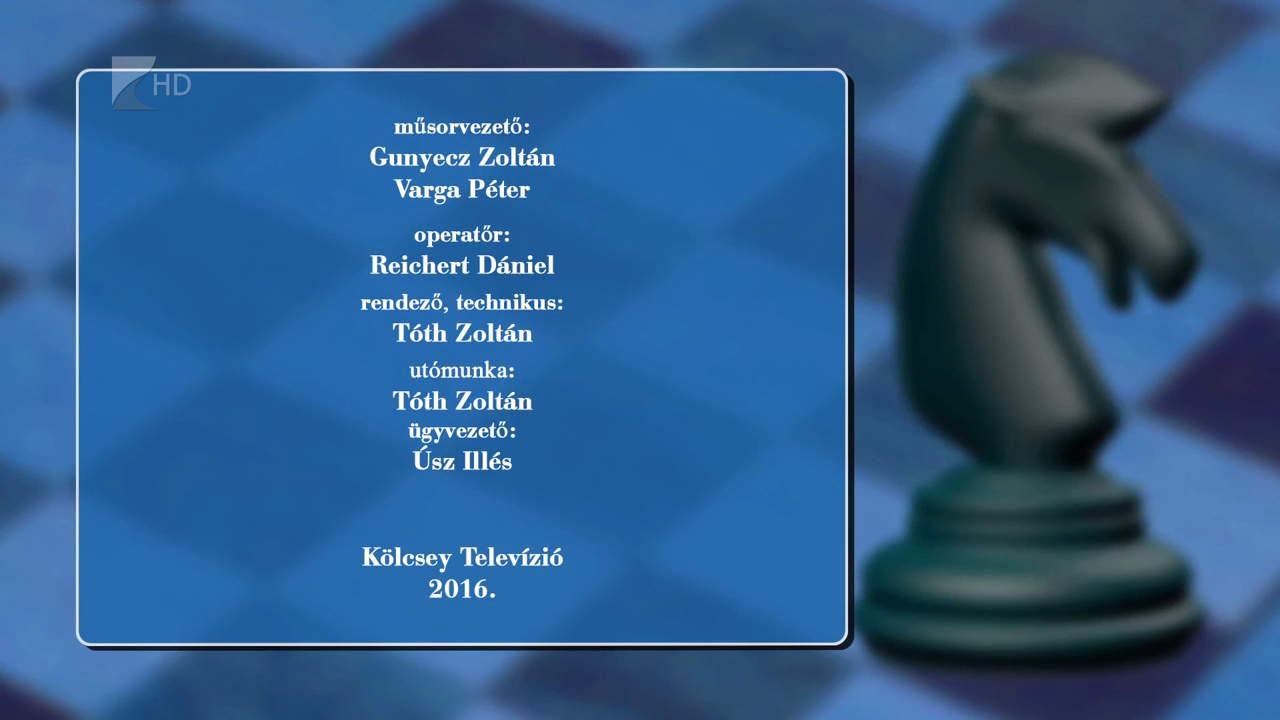 HD
műsorvezető:
Gunyecz Zoltán
Varga Péter
operatőr:
Reichert Dániel
rendező, technikus:
Tóth Zoltán
utómunka:
Tóth Zoltán
ügyvezető:
Úsz Illés
Kölcsey Televízió
2016.